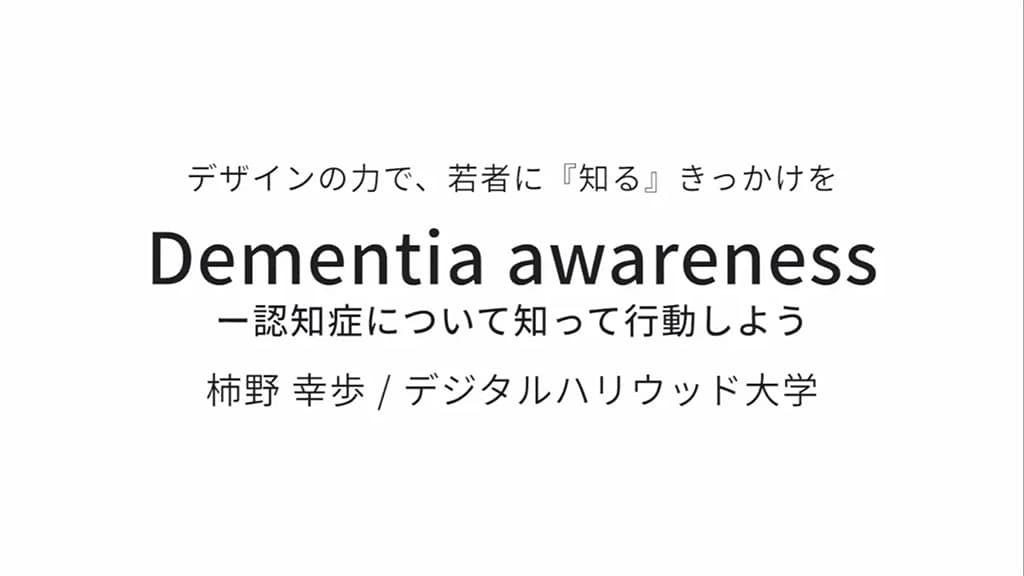 デザインの力で、若者に『知る』きっかけを
Dementia awareness
ー認知症について知って行動しよう
柿野 幸歩 / デジタルハリウッド大学